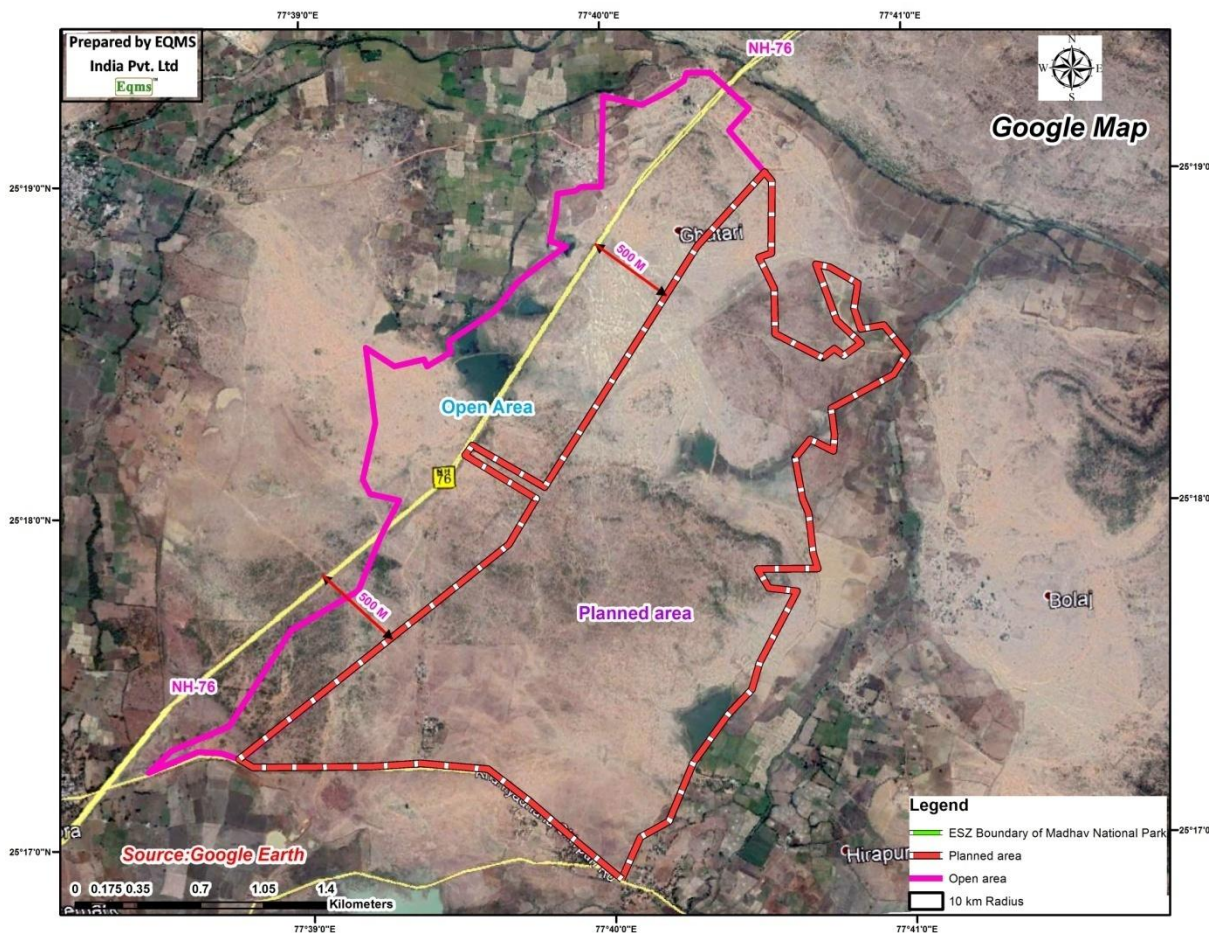 77°39'0"E
77°40'0"E
77°41'0"E
Prepared by EQMS
India Pvt. Ltd
Eqms
NH-76
N
W E
S
Google Map
25°19'0"N
25°19'0"N
Ghatari
500 M
Open Area
NH
76
25°18'0"N
25°18'0"N
500 M
Planned area
Bolaj
NH-76
Legend
ESZ Boundary of Madhav National Park
Planned area
Open area
10 km Radius
25°17'0"N
25°17'0"N
Hirapur
Source:Google Earth
0 0.175 0.35 0.7 1.05 1.4
Kilometers
77°39'0"E
77°40'0"E
77°41'0"E